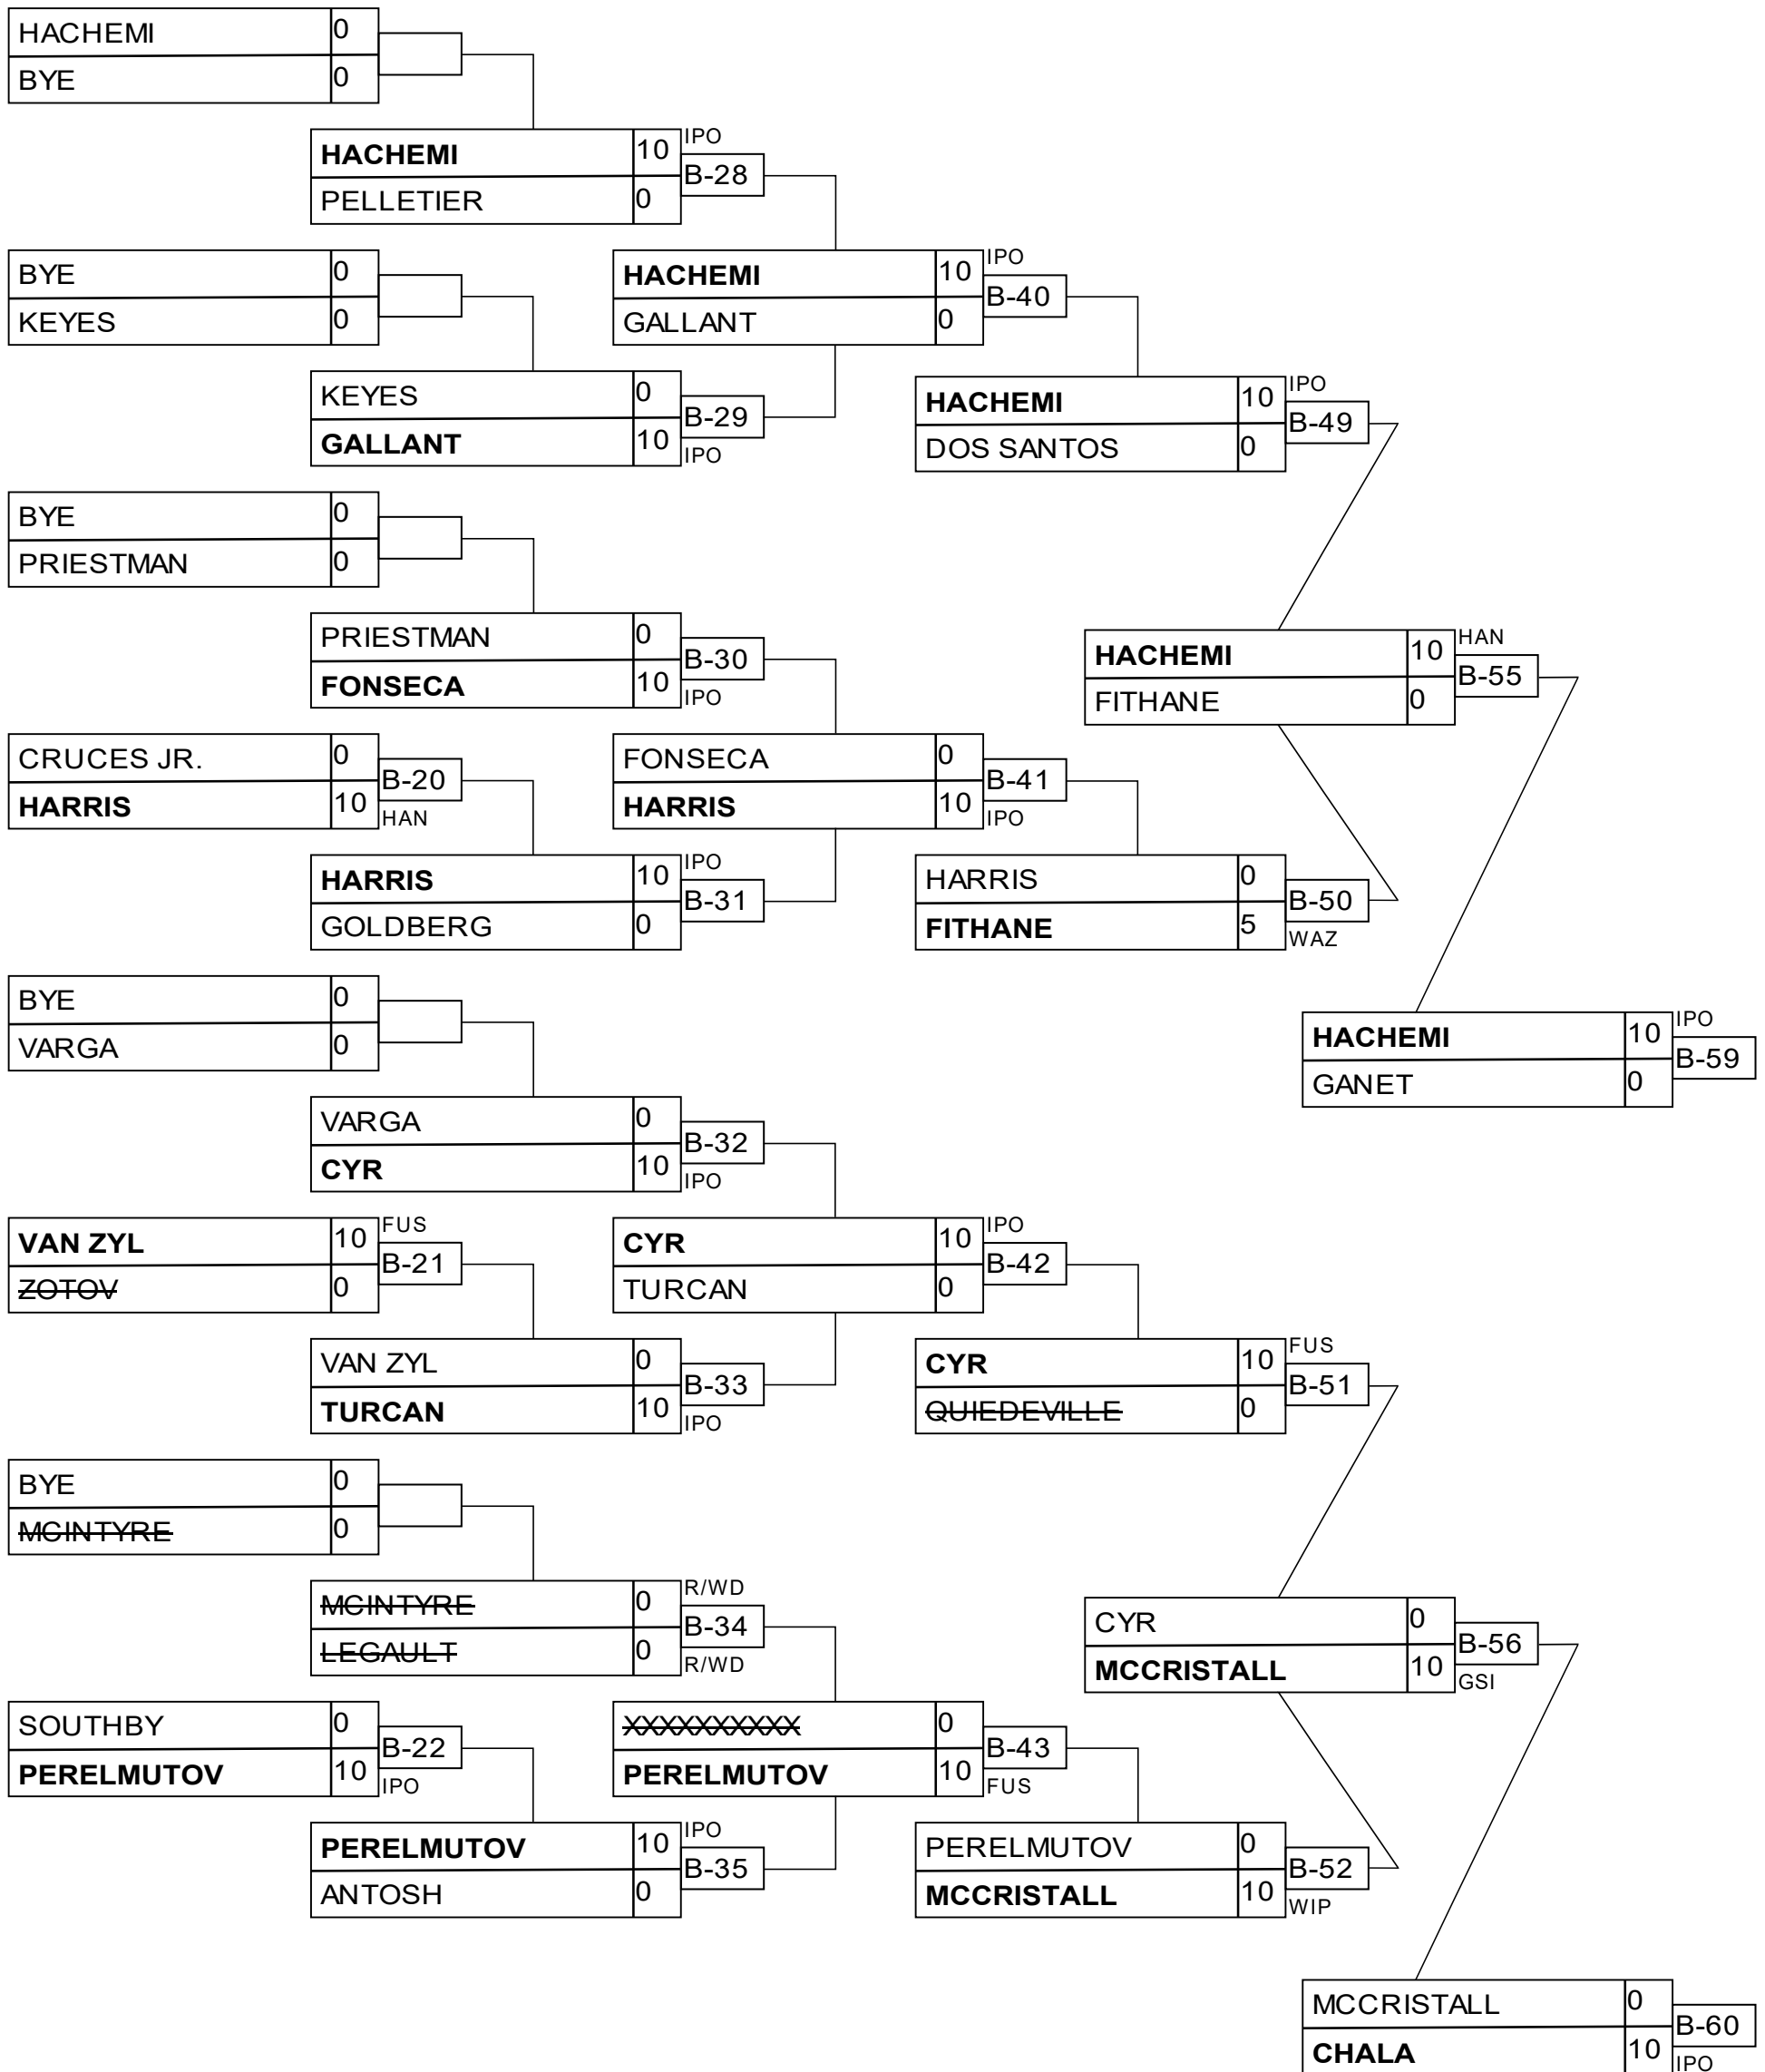 HACHEMI 0
BYE 0
HACHEMI 10 IPO
B-28
PELLETIER 0
BYE 0
KEYES 0
HACHEMI 10 IPO
B-40
GALLANT 0
KEYES 0
B-29
GALLANT 10 IPO
HACHEMI 10 IPO
B-49
DOS SANTOS 0
BYE 0
PRIESTMAN 0
PRIESTMAN 0
B-30
FONSECA 10 IPO
HACHEMI 10 HAN
B-55
FITHANE 0
CRUCES JR. 0
B-20
HARRIS 10 HAN
FONSECA 0
B-41
HARRIS 10 IPO
HARRIS 10 IPO
B-31
GOLDBERG 0
HARRIS 0
B-50
FITHANE 5 WAZ
BYE 0
VARGA 0
HACHEMI 10 IPO
B-59
GANET 0
VARGA 0
B-32
CYR 10 IPO
VAN ZYL 10 FUS
B-21
ZOTOV 0
CYR 10 IPO
B-42
TURCAN 0
VAN ZYL 0
B-33
TURCAN 10 IPO
CYR 10 FUS
B-51
QUIEDEVILLE 0
BYE 0
MCINTYRE 0
MCINTYRE 0 R/WD
B-34
LEGAULT 0 R/WD
CYR 0
B-56
MCCRISTALL 10 GSI
SOUTHBY 0
B-22
PERELMUTOV 10 IPO
XXXXXXXXXX 0
B-43
PERELMUTOV 10 FUS
PERELMUTOV 10 IPO
B-35
ANTOSH 0
PERELMUTOV 0
B-52
MCCRISTALL 10 WIP
MCCRISTALL 0
B-60
CHALA 10 IPO